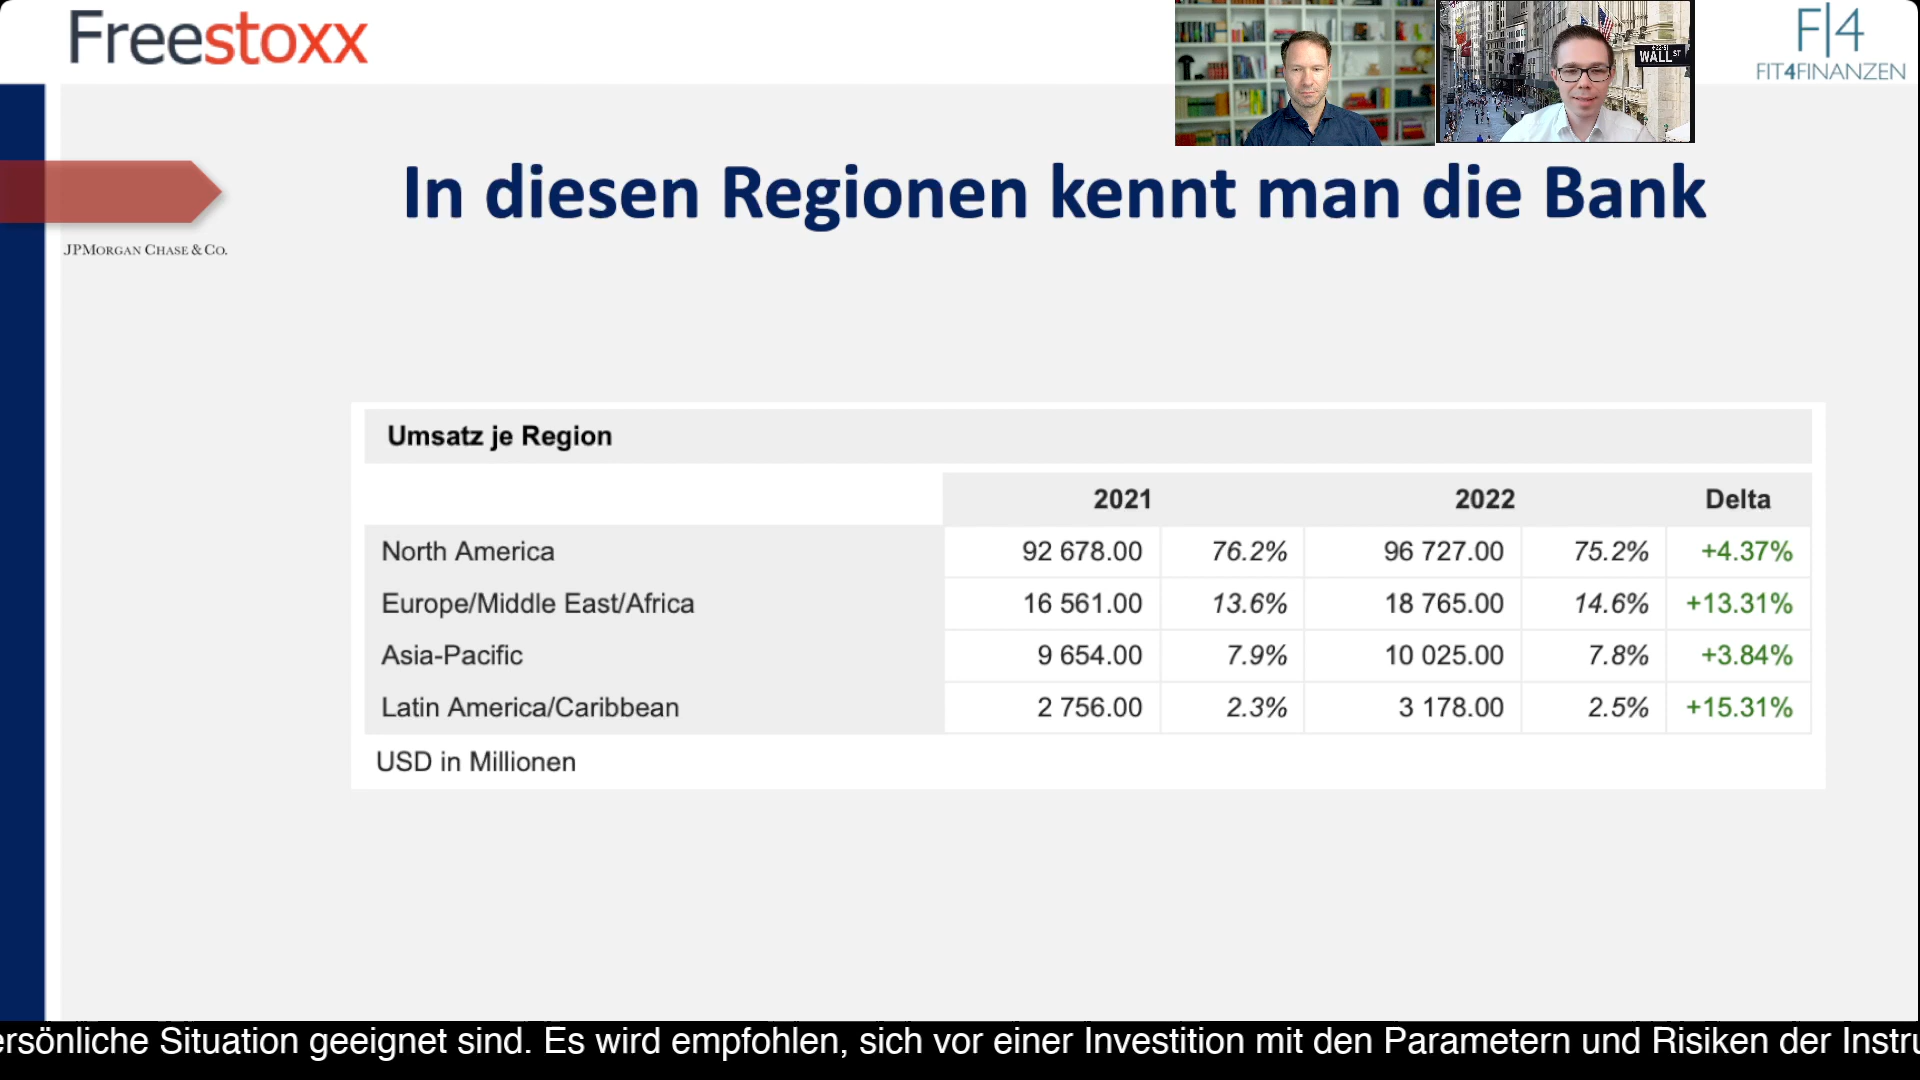 Freestoxx
WALL ST
F|4
FIT4FINANZEN
In diesen Regionen kennt man die Bank
JPMORGAN CHASE & CO.
Umsatz je Region
2021 2022 Delta
North America 92 678.00 76.2% 96 727.00 75.2% +4.37%
Europe/Middle East/Africa 16 561.00 13.6% 18 765.00 14.6% +13.31%
Asia-Pacific 9 654.00 7.9% 10 025.00 7.8% +3.84%
Latin America/Caribbean 2 756.00 2.3% 3 178.00 2.5% +15.31%
USD in Millionen
ersönliche Situation geeignet sind. Es wird empfohlen, sich vor einer Investition mit den Parametern und Risiken der Instru